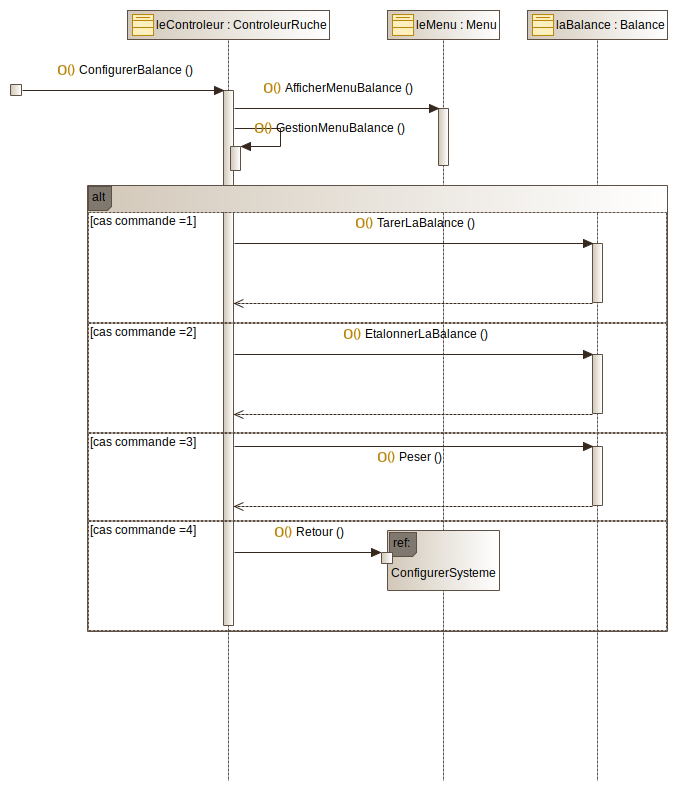 leControleur : ControleurRuche
leMenu : Menu
laBalance : Balance
O() ConfigurerBalance ()
O() AfficherMenuBalance ()
O() GestionMenuBalance ()
alt
[cas commande =1]
O() TarerLaBalance ()
[cas commande =2]
O() EtalonnerLaBalance ()
[cas commande =3]
O() Peser ()
[cas commande =4]
O() Retour ()
ref:
ConfigurerSysteme